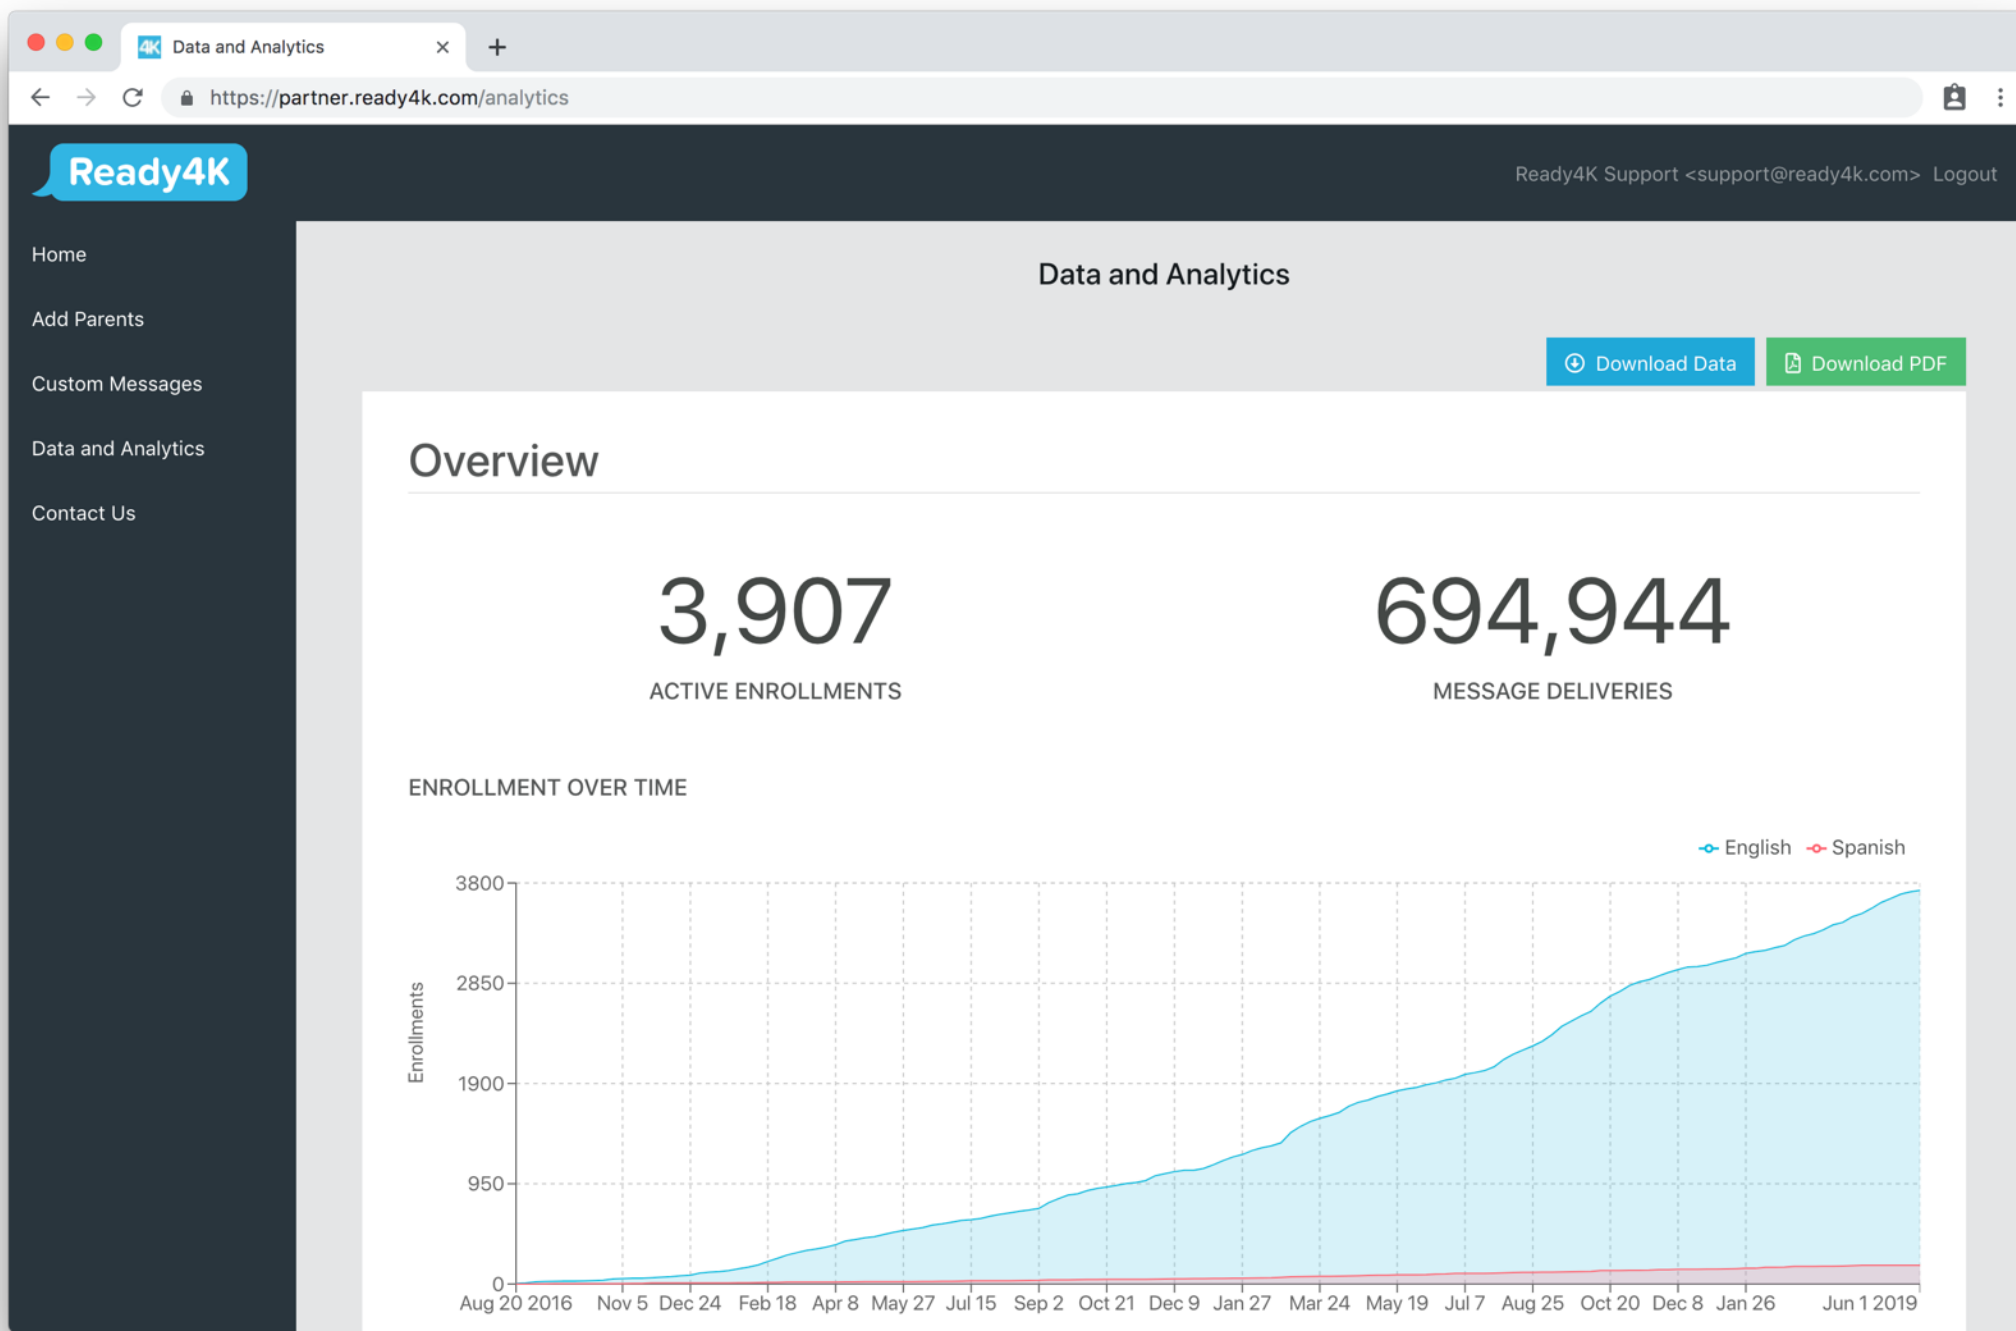 4K Data and Analytics
https://partner.ready4k.com/analytics
Ready4K
Ready4K Support <support@ready4k.com> Logout
Home
Add Parents
Custom Messages
Data and Analytics
Contact Us
Data and Analytics
Download Data
Download PDF
Overview
3,907
ACTIVE ENROLLMENTS
694,944
MESSAGE DELIVERIES
ENROLLMENT OVER TIME
English Spanish
3800
2850
1900
950
0
Enrollments
Aug 20 2016 Nov 5 Dec 24 Feb 18 Apr 8 May 27 Jul 15 Sep 2 Oct 21 Dec 9 Jan 27 Mar 24 May 19 Jul 7 Aug 25 Oct 20 Dec 8 Jan 26 Jun 1 2019